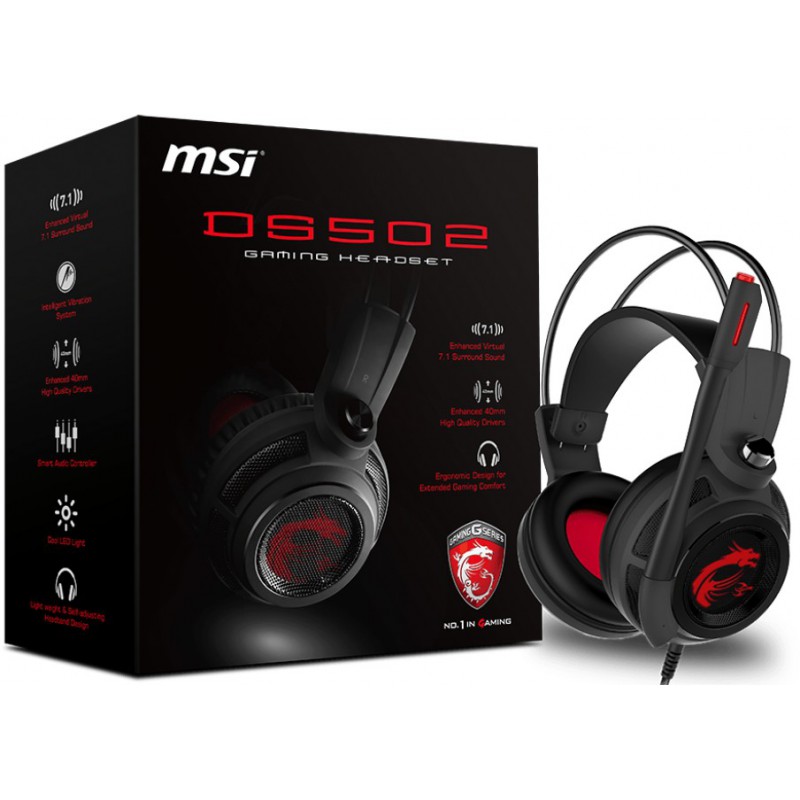 ((( 7.1 )))
Enhanced Virtual
7.1 Surround Sound
Intelligent Vibration
System
40mm
Enhanced 40mm
High Quality Drivers
Smart Audio Controller
Cool LED Light
Light weight & Self-adjusting
Headband Design
msi
DS502
GAMING HEADSET
((( 7.1 )))
Enhanced Virtual
7.1 Surround Sound
40mm
Enhanced 40mm
High Quality Drivers
Ergonomic Design for
Extended Gaming Comfort
GAMING G SERIES
NO.1 IN GAMING